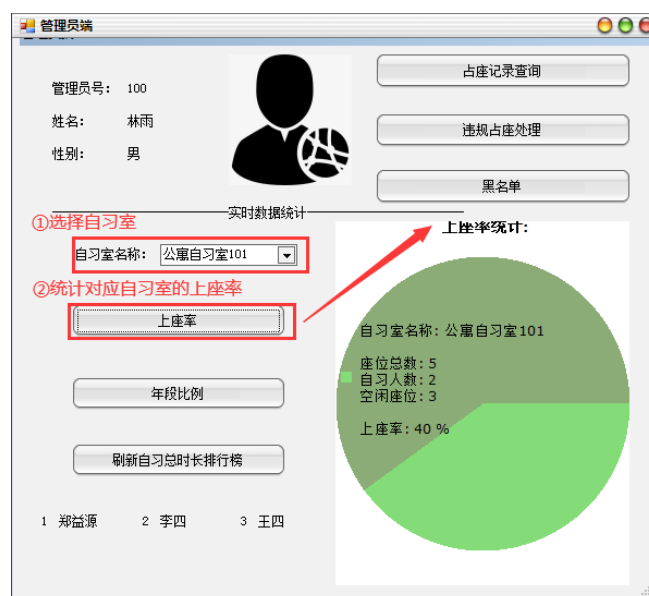 管理员端
管理员号: 100
姓名: 林雨
性别: 男
占座记录查询
违规占座处理
黑名单
实时数据统计
①选择自习室
自习室名称: 公寓自习室101
②统计对应自习室的上座率
上座率
年段比例
刷新自习总时长排行榜
1 郑益源 2 李四 3 王四
上座率统计:
自习室名称: 公寓自习室101
座位总数: 5
自习人数: 2
空闲座位: 3
上座率: 40 %